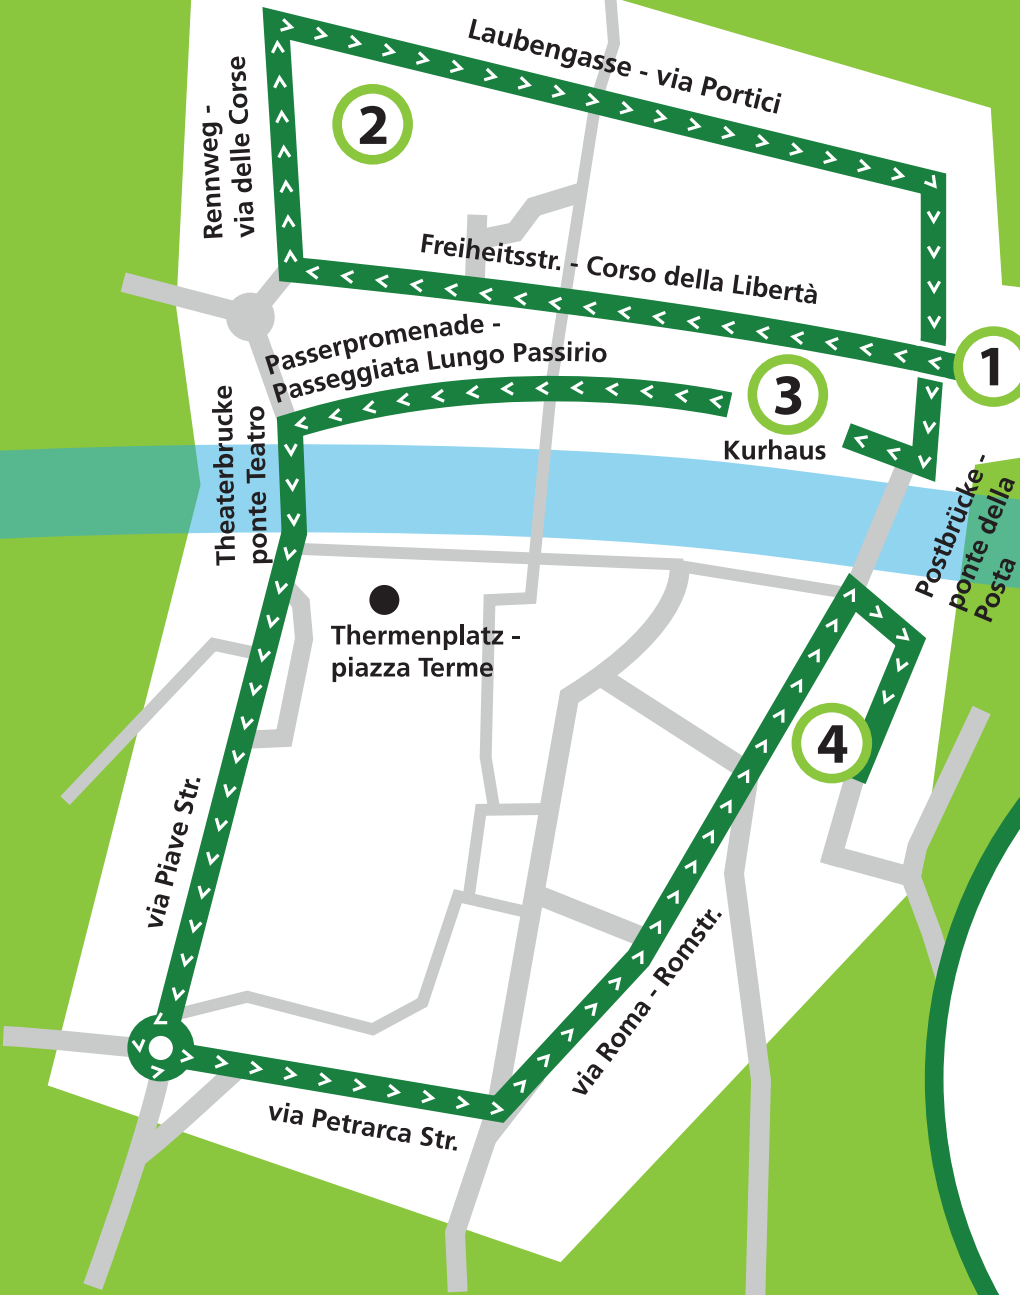 Laubengasse - via Portici
Rennweg -
via delle Corse
2
Freiheitsstr. - Corso della Libertà
Passerpromenade -
Passeggiata Lungo Passirio
1
3
Kurhaus
Theaterbrucke
ponte Teatro
Postbrücke -
ponte della
Posta
Thermenplatz -
piazza Terme
4
via Piave Str.
via Roma - Romstr.
via Petrarca Str.